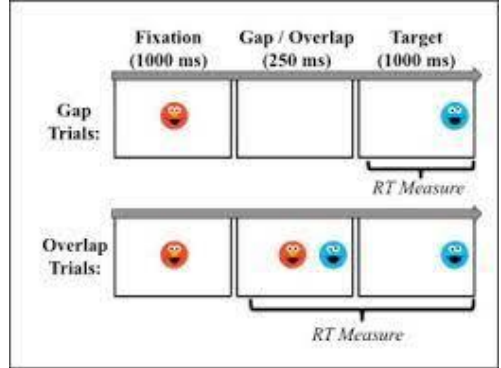 Fixation Gap / Overlap Target
(1000 ms) (250 ms) (1000 ms)
Gap
Trials:
RT Measure
Overlap
Trials:
RT Measure